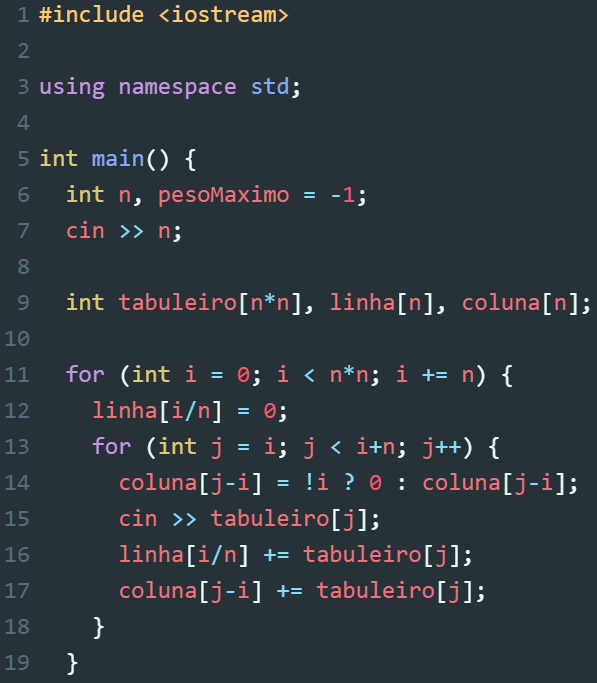 1 #include <iostream>
2
3 using namespace std;
4
5 int main() {
6   int n, pesoMaximo = -1;
7   cin >> n;
8
9   int tabuleiro[n*n], linha[n], coluna[n];
10
11   for (int i = 0; i < n*n; i += n) {
12     linha[i/n] = 0;
13     for (int j = i; j < i+n; j++) {
14       coluna[j-i] = !i ? 0 : coluna[j-i];
15       cin >> tabuleiro[j];
16       linha[i/n] += tabuleiro[j];
17       coluna[j-i] += tabuleiro[j];
18     }
19   }